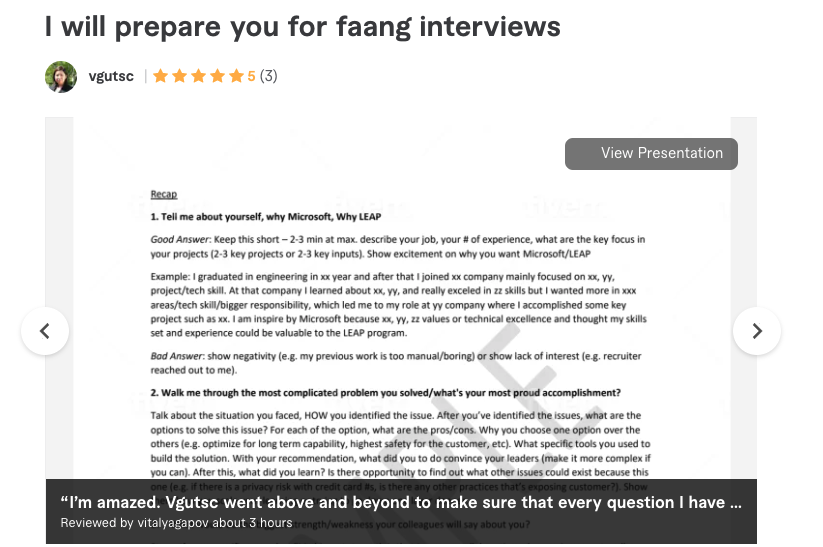 I will prepare you for faang interviews
vgutsc
5 (3)
View Presentation
Recap
1. Tell me about yourself, why Microsoft, Why LEAP
Good Answer: Keep this short – 2-3 min at max. describe your job, your # of experience, what are the key focus in
your projects (2-3 key projects or 2-3 key inputs). Show excitement on why you want Microsoft/LEAP
Example: I graduated in engineering in xx year and after that I joined xx company mainly focused on xx, yy,
project/tech skill. At that company I learned about xx, yy, and really exceled in zz skills but I wanted more in xxx
areas/tech skill/bigger responsibility, which led me to my role at yy company where I accomplished some key
project such as xx. I am inspire by Microsoft because xx, yy, zz values or technical excellence and thought my skills
set and experience could be valuable to the LEAP program.
Bad Answer: show negativity (e.g. my previous work is too manual/boring) or show lack of interest (e.g. recruiter
reached out to me).
2. Walk me through the most complicated problem you solved/what's your most proud accomplishment?
Talk about the situation you faced, HOW you identified the issue. After you've identified the issues, what are the
options to solve this issue? For each of the option, what are the pros/cons. Why you choose one option over the
others (e.g. optimize for long term capability, highest safety for the customer, etc). What specific tools you used to
build the solution. With your recommendation, what did you do to convince your leaders (make it more complex if
you can). After this, what did you learn? Is there opportunity to find out what other issues could exist because this
one (e.g. if there is a privacy risk with credit card #s, is there any other practices that's exposing customer?). Show
“I'm amazed. Vgutsc went above and beyond to make sure that every question I have ...
Reviewed by vitalyagapov about 3 hours
strength/weakness your colleagues will say about you?